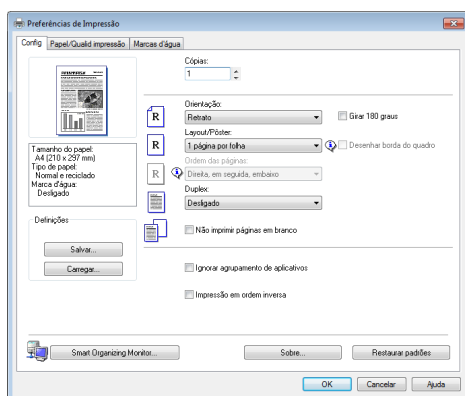 Preferências de Impressão
Config
Papel/Qualid impressão
Marcas d'água
Cópias:
1
Orientação:
R
Retrato
Girar 180 graus
Layout/Pôster:
R
1 página por folha
Desenhar borda do quadro
Ordem das páginas:
R
Direita, em seguida, embaixo
Duplex:
Desligado
Tamanho do papel:
A4 (210 x 297 mm)
Tipo de papel:
Normal e reciclado
Marca d'água:
Desligado
Definições
Salvar...
Carregar...
Não imprimir páginas em branco
Ignorar agrupamento de aplicativos
Impressão em ordem inversa
Smart Organizing Monitor...
Sobre...
Restaurar padrões
OK
Cancelar
Ajuda